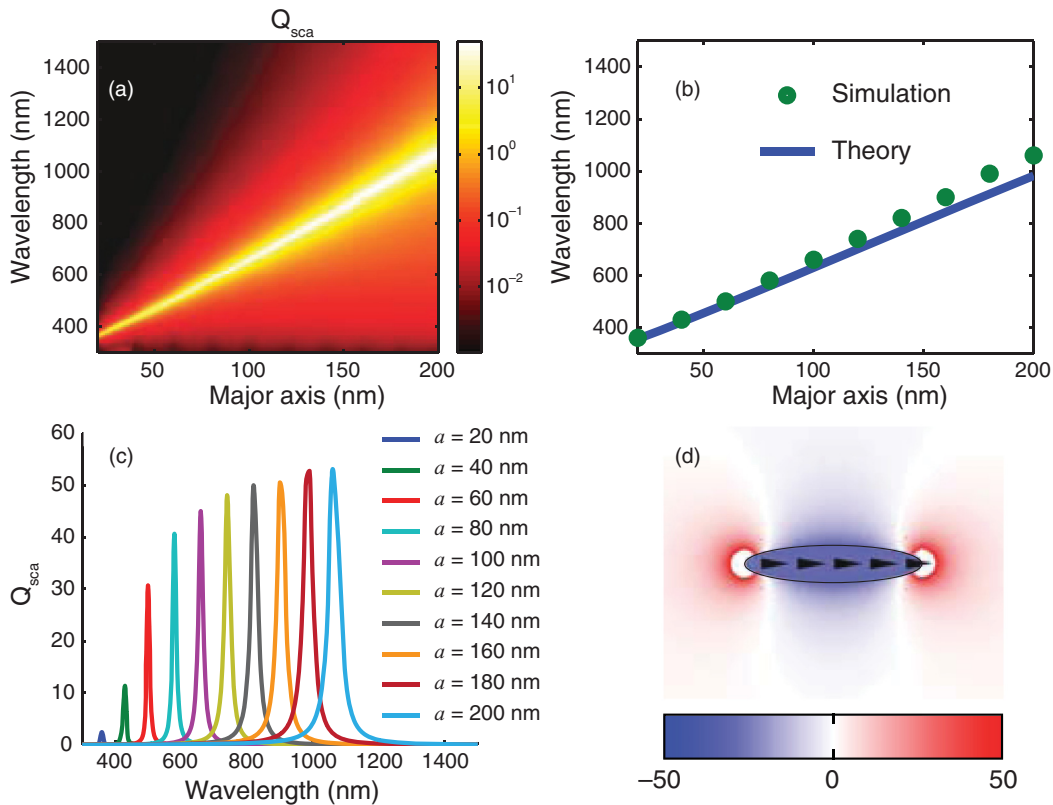 Q_sca
(a)
Wavelength (nm)
1400
1200
1000
800
600
400
50
100
150
200
Major axis (nm)
10^1
10^0
10^−1
10^−2
(b)
Simulation
Theory
Wavelength (nm)
1400
1200
1000
800
600
400
50
100
150
200
Major axis (nm)
(c)
Q_sca
60
50
40
30
20
10
0
400
600
800
1000
1200
1400
Wavelength (nm)
a = 20 nm
a = 40 nm
a = 60 nm
a = 80 nm
a = 100 nm
a = 120 nm
a = 140 nm
a = 160 nm
a = 180 nm
a = 200 nm
(d)
−50
0
50